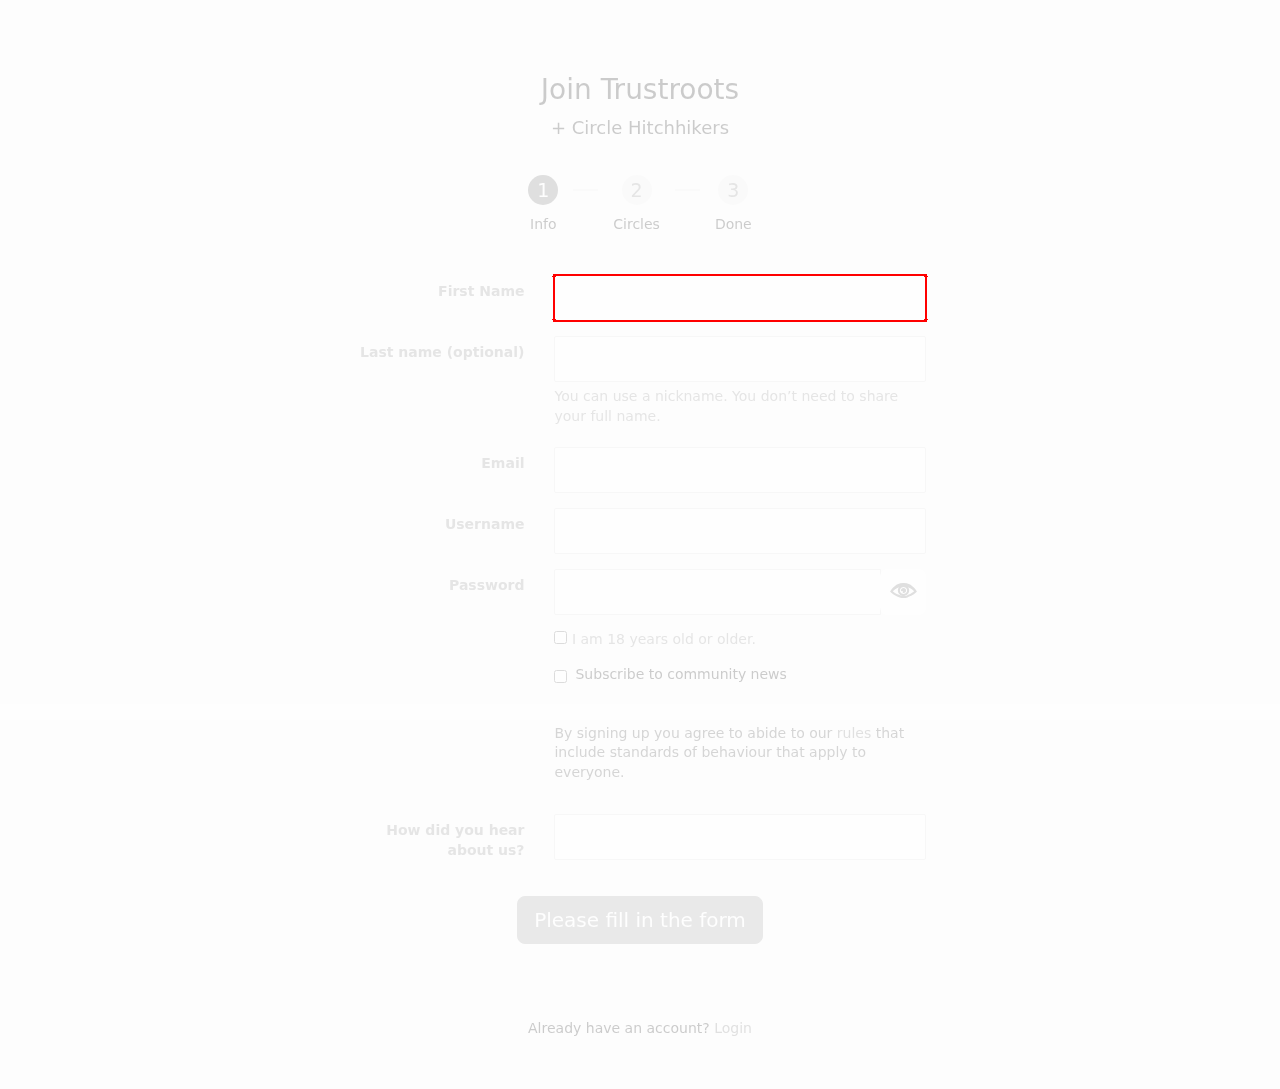 Join Trustroots
+ Circle Hitchhikers
1
2
3
Info
Circles
Done
First Name
Last name (optional)
You can use a nickname. You don’t need to share
your full name.
Email
Username
Password
I am 18 years old or older.
Subscribe to community news
By signing up you agree to abide to our rules that
include standards of behaviour that apply to
everyone.
How did you hear
about us?
Please fill in the form
Already have an account? Login